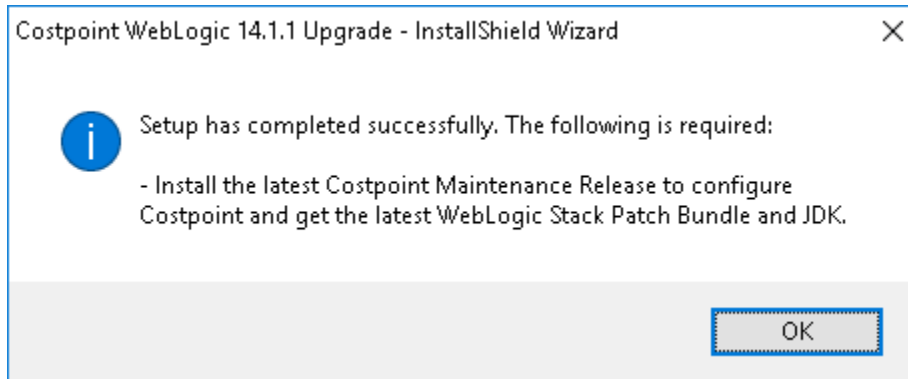 Costpoint WebLogic 14.1.1 Upgrade - InstallShield Wizard
Setup has completed successfully. The following is required:
- Install the latest Costpoint Maintenance Release to configure
Costpoint and get the latest WebLogic Stack Patch Bundle and JDK.
OK